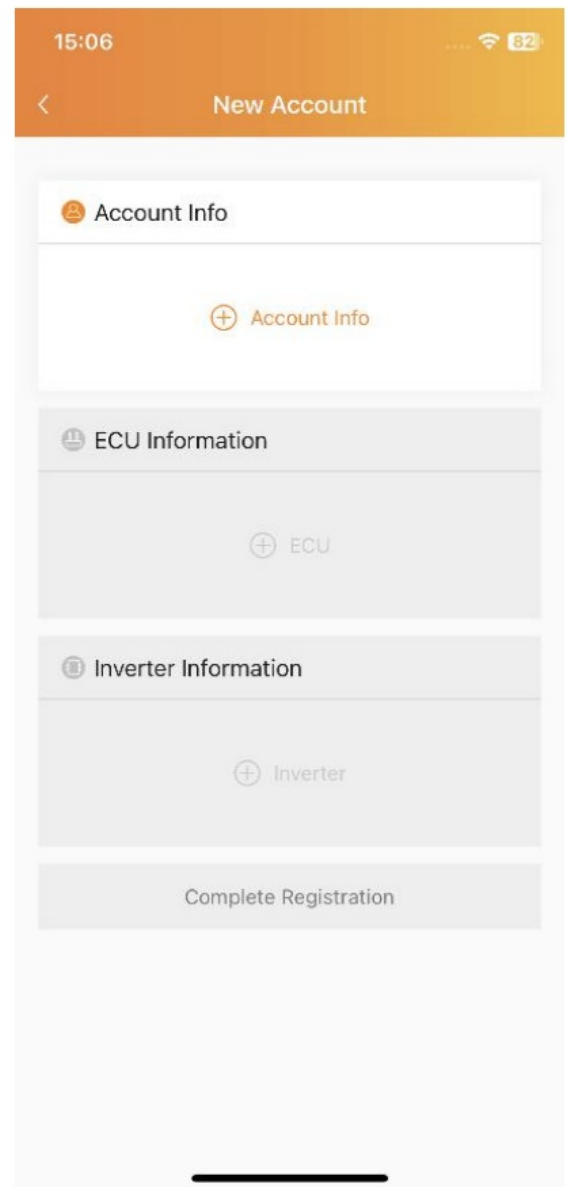 15:06
82
New Account
Account Info
Account Info
ECU Information
ECU
Inverter Information
Inverter
Complete Registration